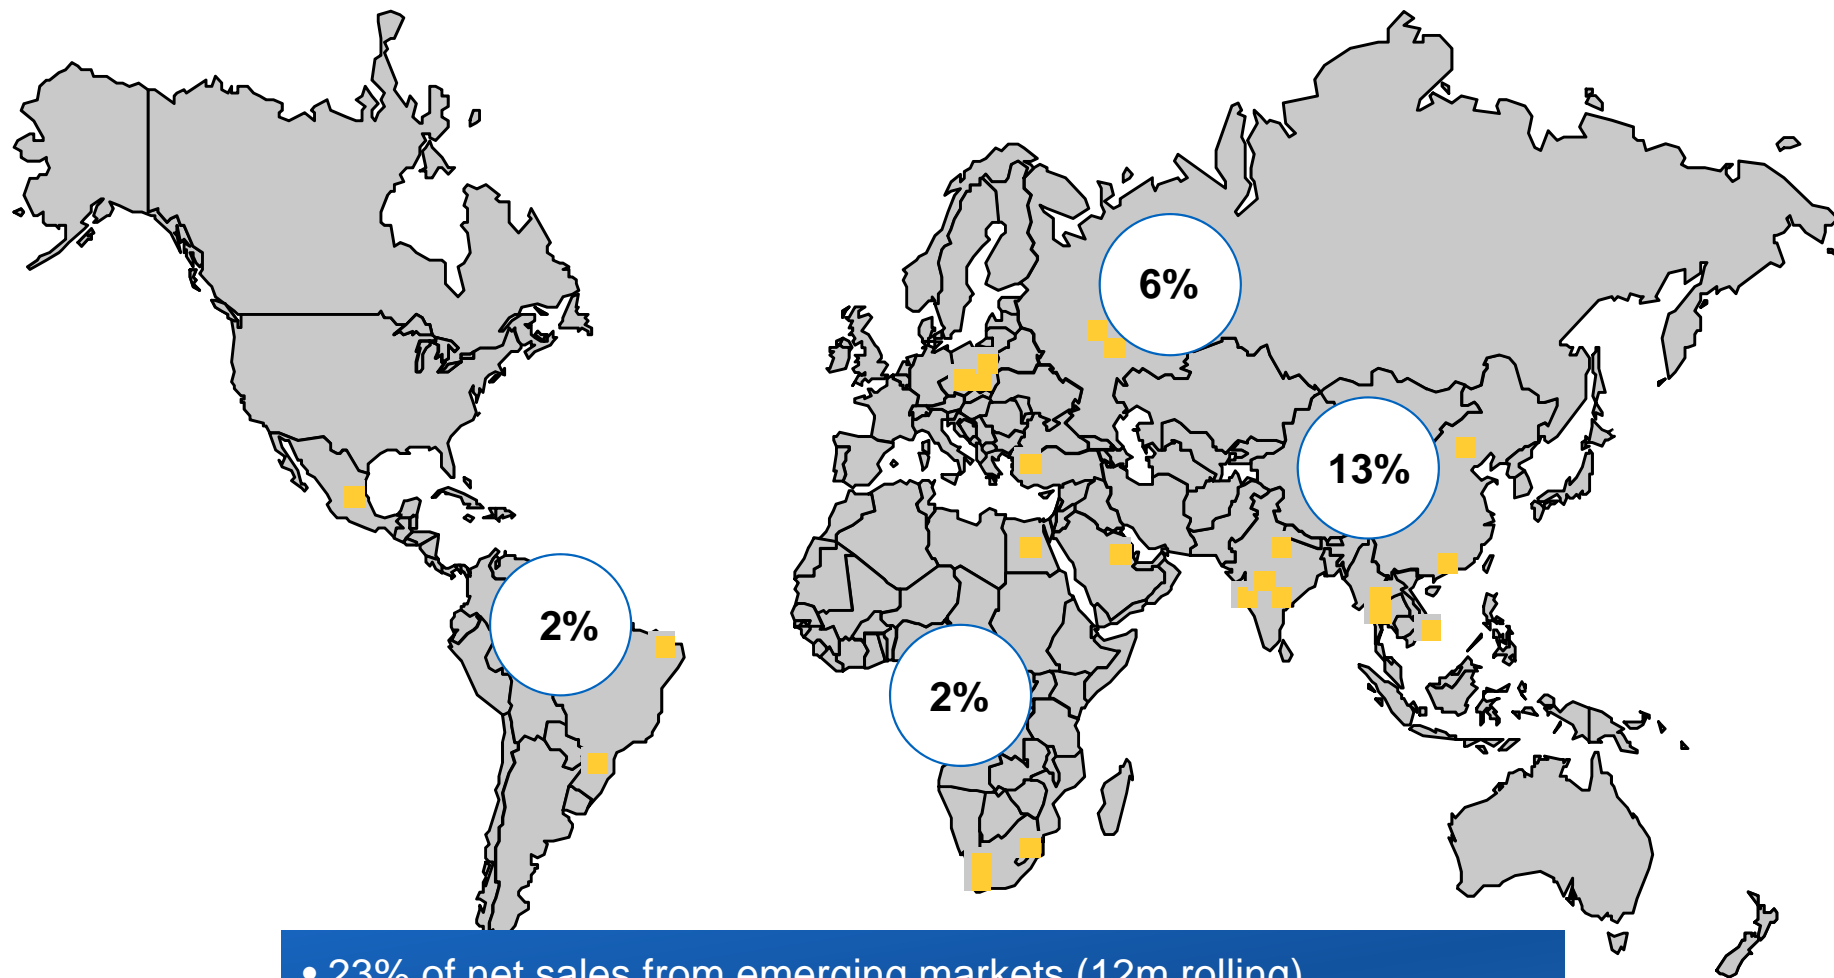 6%
13%
2%
2%
• 23% of net sales from emerging markets (12m rolling)